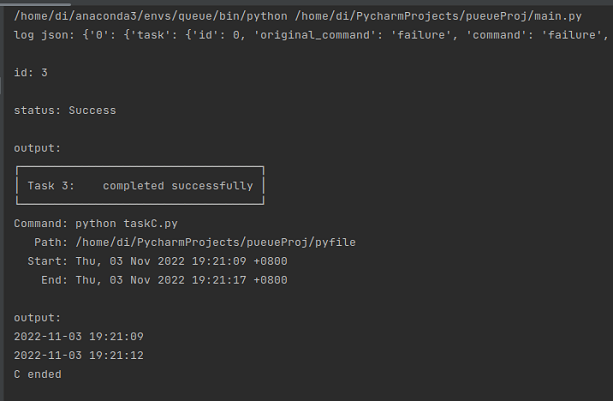 /home/di/anaconda3/envs/queue/bin/python /home/di/PycharmProjects/pueueProj/main.py
log json: {'0': {'task': {'id': 0, 'original_command': 'failure', 'command': 'failure',
id: 3
status: Success
output:
Task 3:    completed successfully
Command: python taskC.py
Path: /home/di/PycharmProjects/pueueProj/pyfile
Start: Thu, 03 Nov 2022 19:21:09 +0800
End: Thu, 03 Nov 2022 19:21:17 +0800
output:
2022-11-03 19:21:09
2022-11-03 19:21:12
C ended